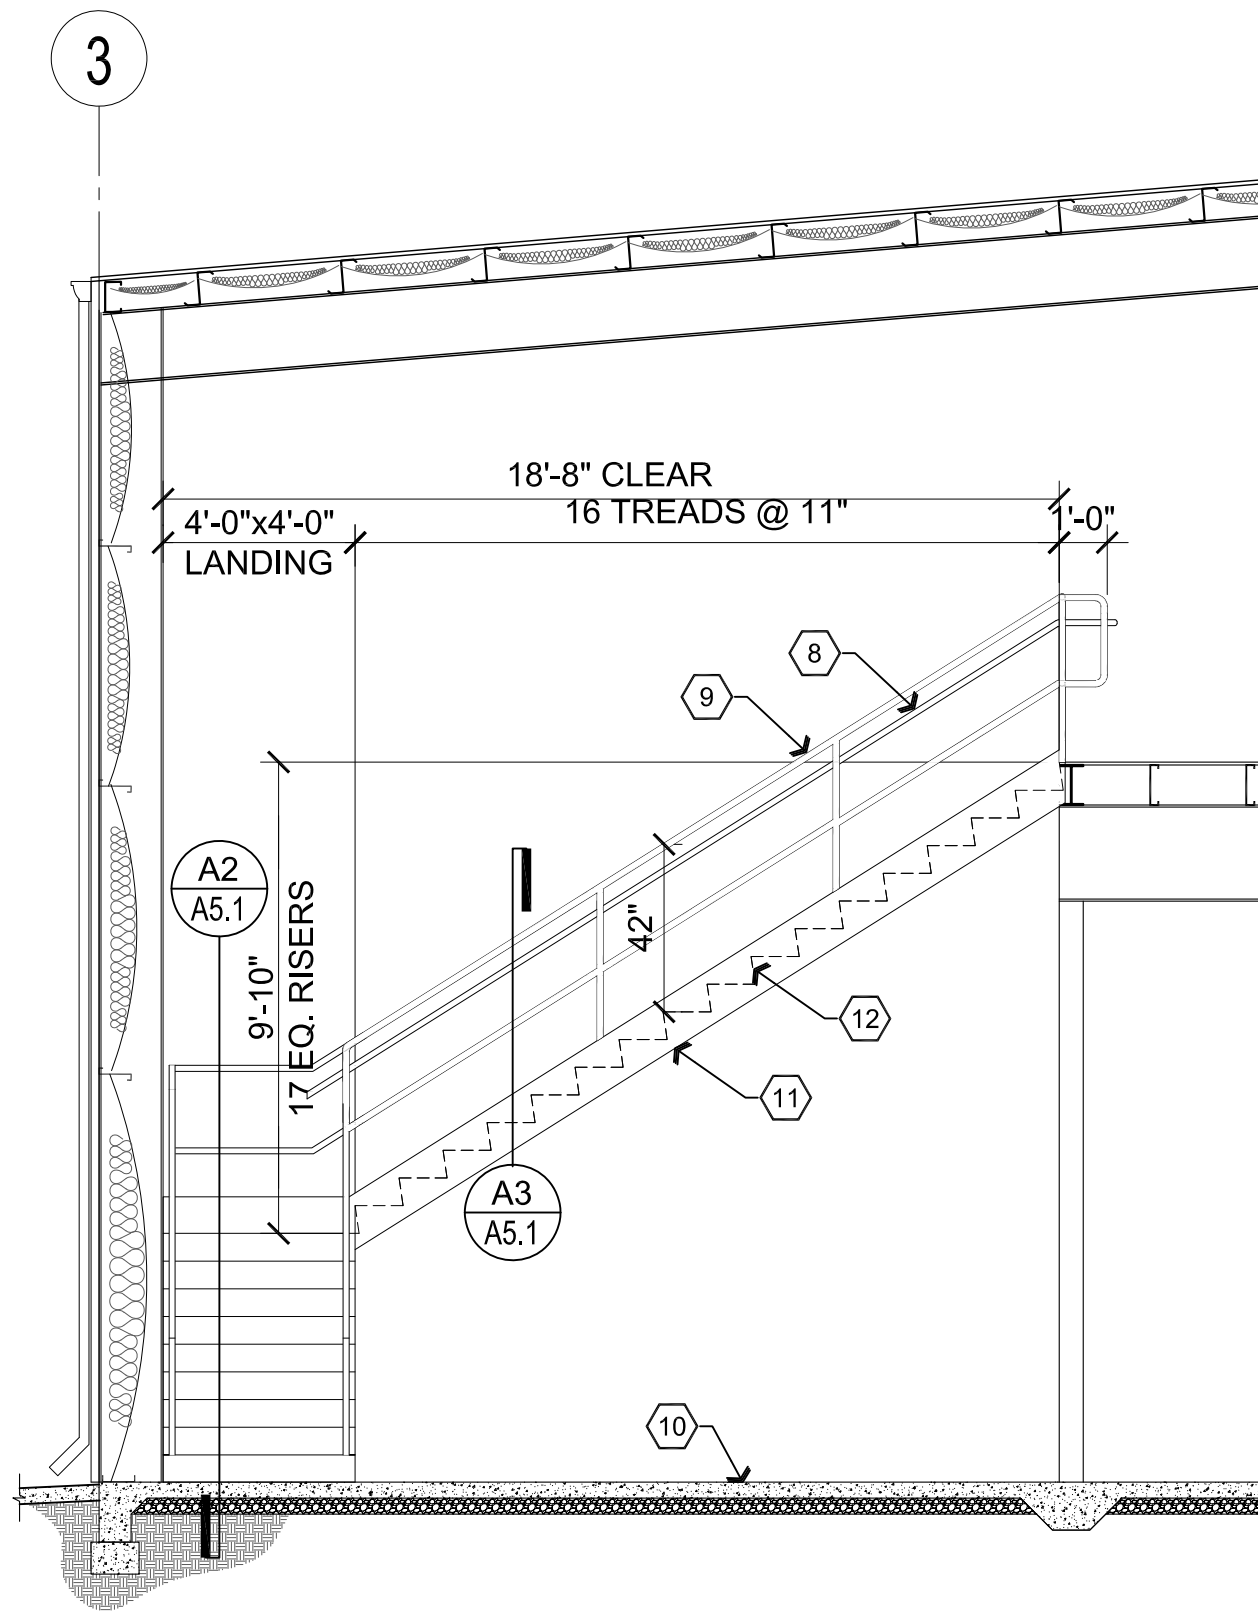 3
18'-8" CLEAR
16 TREADS @ 11"
1'-0"
4'-0"x4'-0"
LANDING
8
9
A2
A5.1
9'-10"
17 EQ. RISERS
42"
12
11
A3
A5.1
10